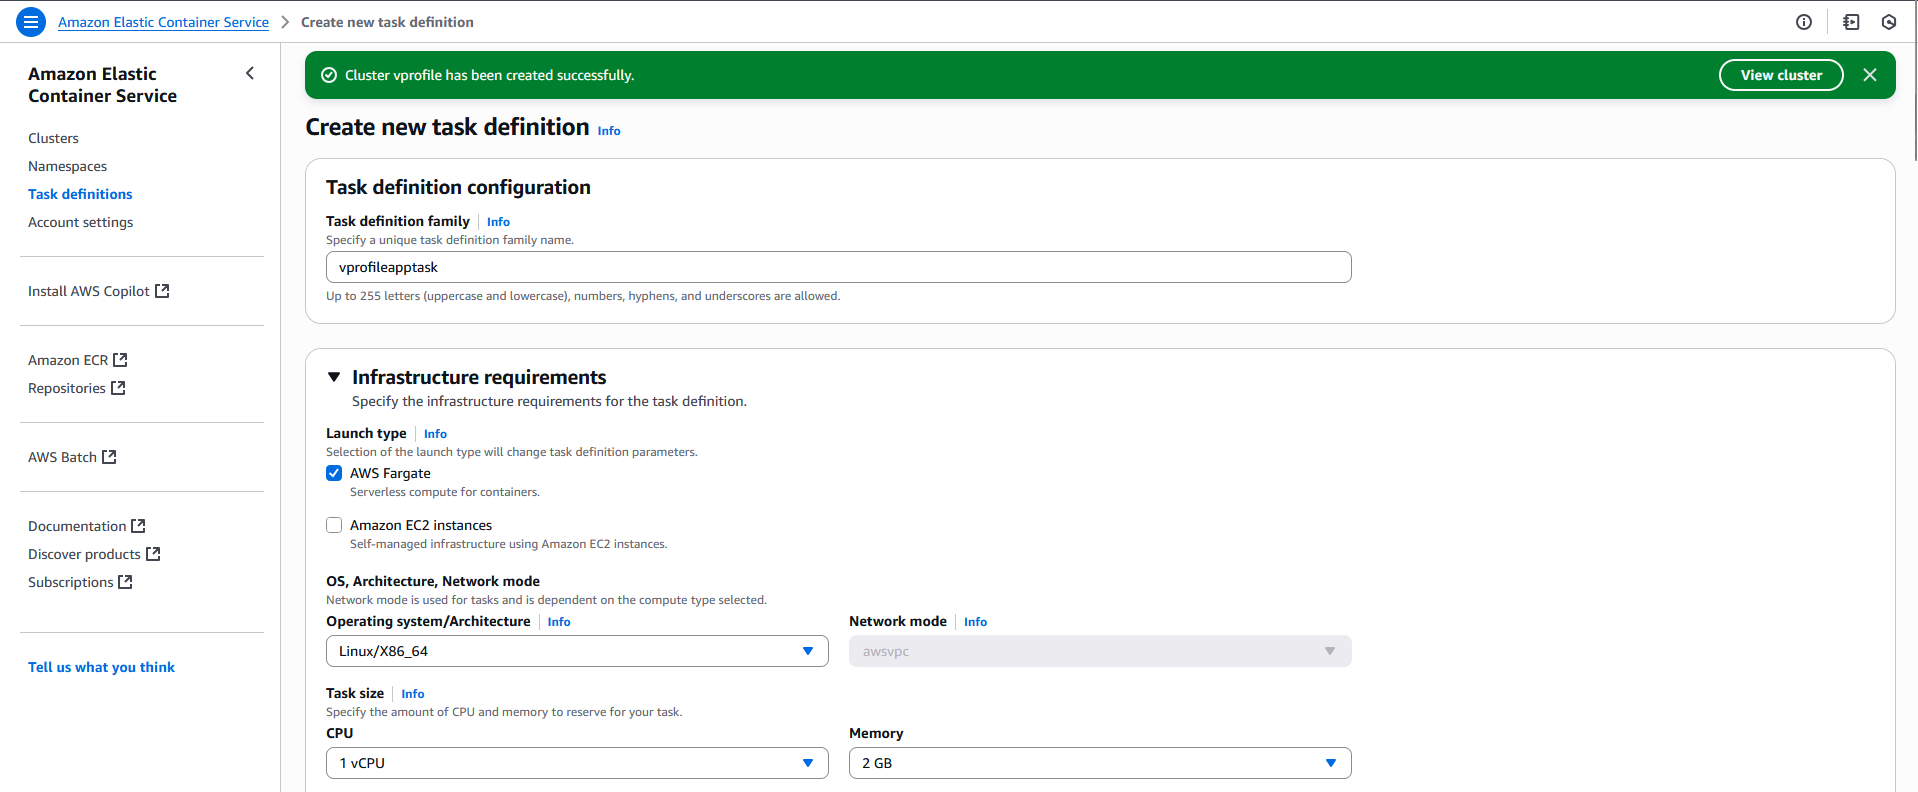 Amazon Elastic Container Service > Create new task definition
Amazon Elastic
Container Service
Clusters
Namespaces
Task definitions
Account settings
Install AWS Copilot
Amazon ECR
Repositories
AWS Batch
Documentation
Discover products
Subscriptions
Tell us what you think
Cluster vprofile has been created successfully.
View cluster
Create new task definition Info
Task definition configuration
Task definition family Info
Specify a unique task definition family name.
vprofileapptask
Up to 255 letters (uppercase and lowercase), numbers, hyphens, and underscores are allowed.
Infrastructure requirements
Specify the infrastructure requirements for the task definition.
Launch type Info
Selection of the launch type will change task definition parameters.
AWS Fargate
Serverless compute for containers.
Amazon EC2 instances
Self-managed infrastructure using Amazon EC2 instances.
OS, Architecture, Network mode
Network mode is used for tasks and is dependent on the compute type selected.
Operating system/Architecture Info
Linux/X86_64
Network mode Info
awsvpc
Task size Info
Specify the amount of CPU and memory to reserve for your task.
CPU
1 vCPU
Memory
2 GB